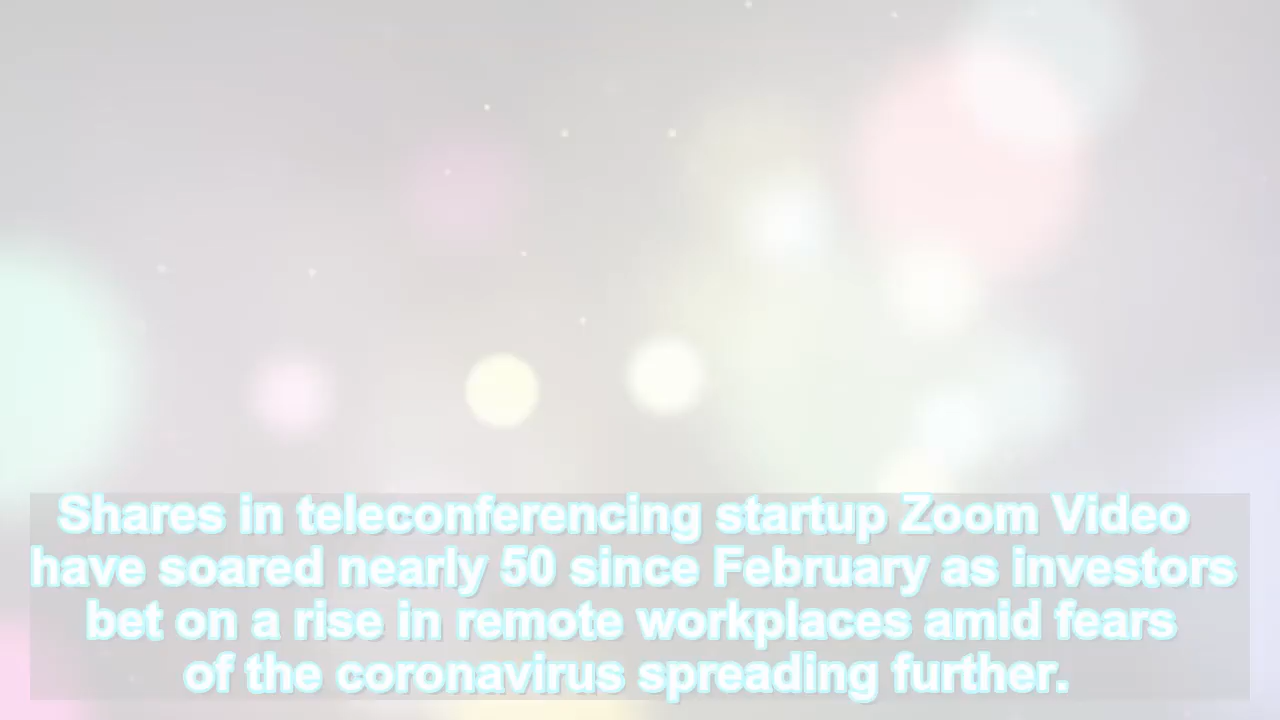 Shares in teleconferencing startup Zoom Video
have soared nearly 50 since February as investors
bet on a rise in remote workplaces amid fears
of the coronavirus spreading further.